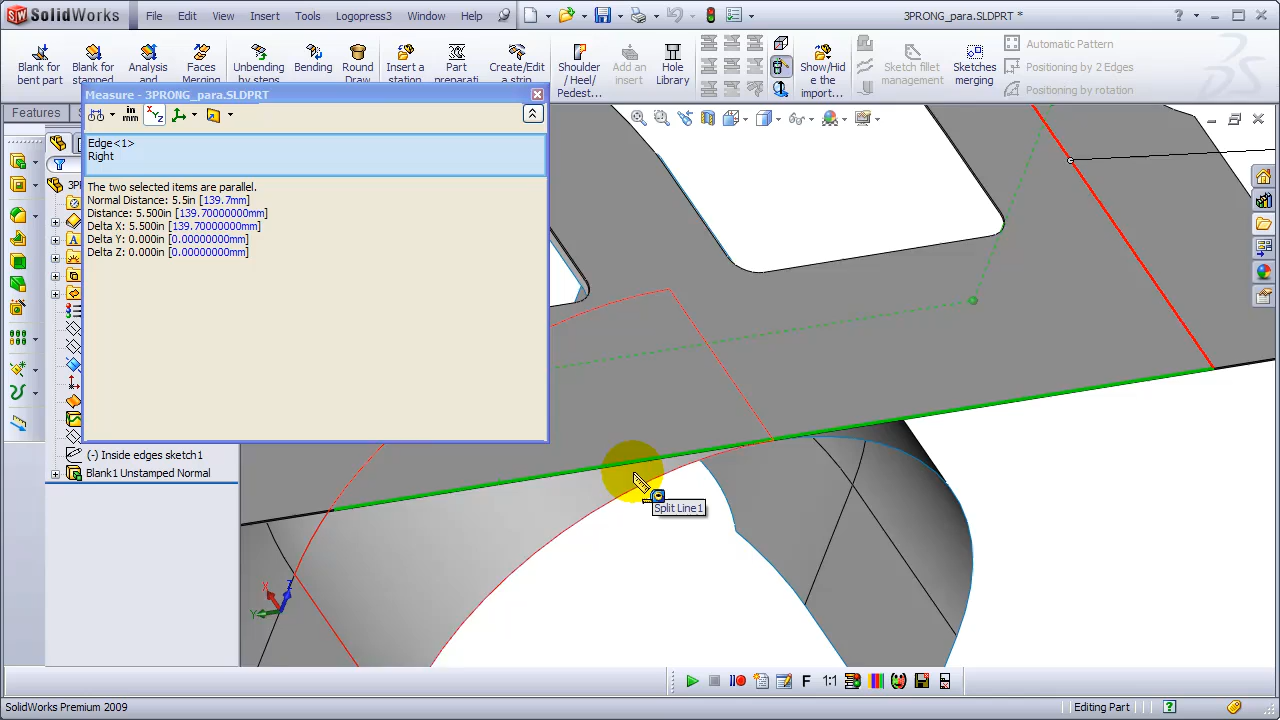 SolidWorks
File Edit View Insert Tools Logopress3 Window Help
3PRONG_para.SLDPRT *
Blank for
Blank for stamped
Analysis and
Faces Merging
Unbending by steps
Bending
Round Draw
Insert a station
Part
Create/Edit a strip
Shoulder / Heel / Pedest...
Add an insert
Hole Library
Show/Hide the import...
Sketch fillet management
Sketches merging
Automatic Pattern
Positioning by 2 Edges
Positioning by rotation
Features
Measure - 3PRONG_para.SLDPRT
in
mm
Edge<1>
Right
The two selected items are parallel.
Normal Distance: 5.5in [139.7mm]
Distance: 5.500in [139.70000000mm]
Delta X: 5.500in [139.70000000mm]
Delta Y: 0.000in [0.00000000mm]
Delta Z: 0.000in [0.00000000mm]
Split Line1
(-) Inside edges sketch1
Blank1 Unstamped Normal
X
Z
Y
F 1:1
SolidWorks Premium 2009
Editing Part